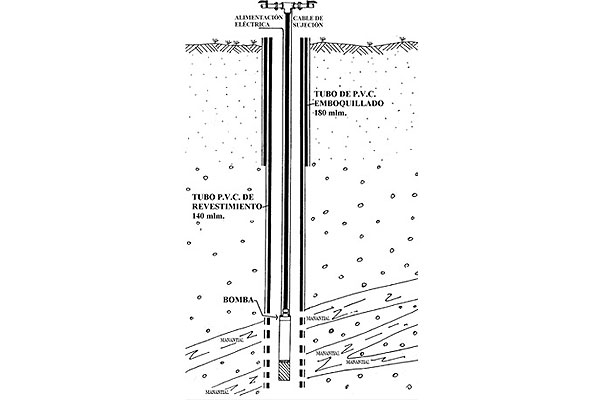 ALIMENTACIÓN
ELÉCTRICA
CABLE DE
SUJECIÓN
TUBO DE P.V.C.
EMBOQUILLADO
180 mlm.
TUBO P.V.C. DE
REVESTIMIENTO
140 mlm.
BOMBA
MANANTIAL
MANANTIAL
MANANTIAL
MANANTIAL
MANANTIAL